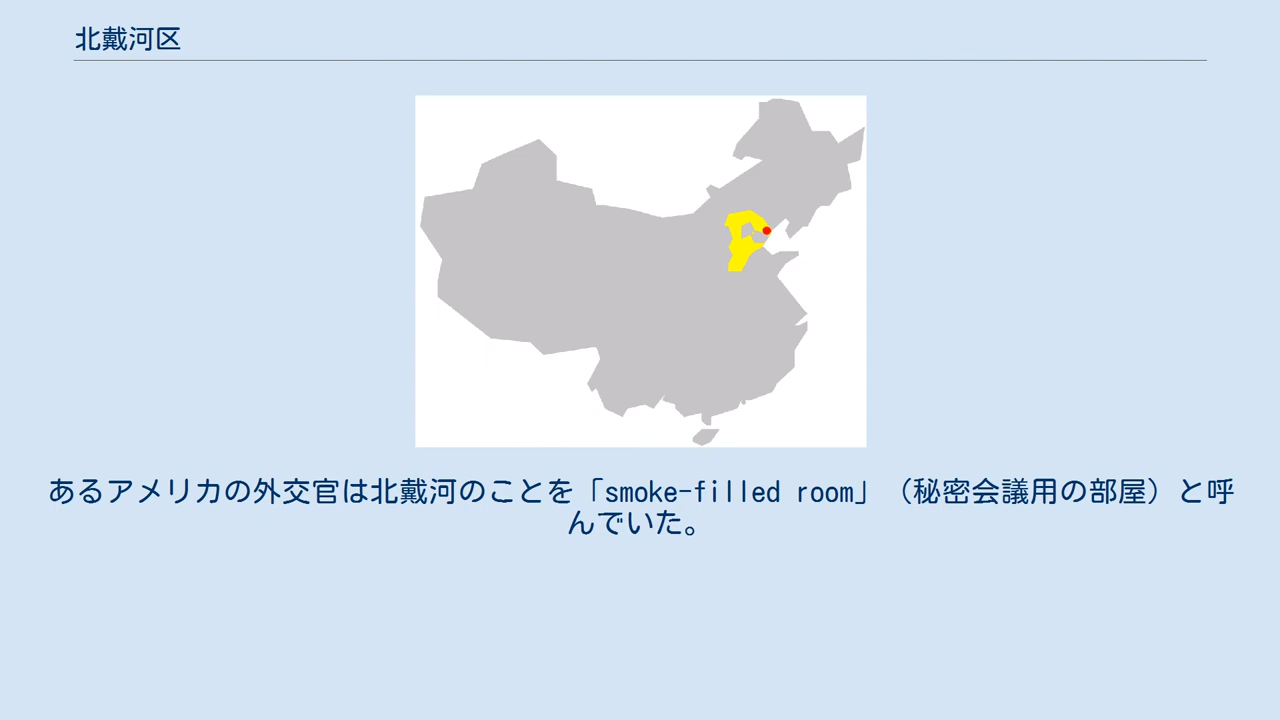 北戴河区
あるアメリカの外交官は北戴河のことを「smoke-filled room」（秘密会議用の部屋）と呼
んでいた。